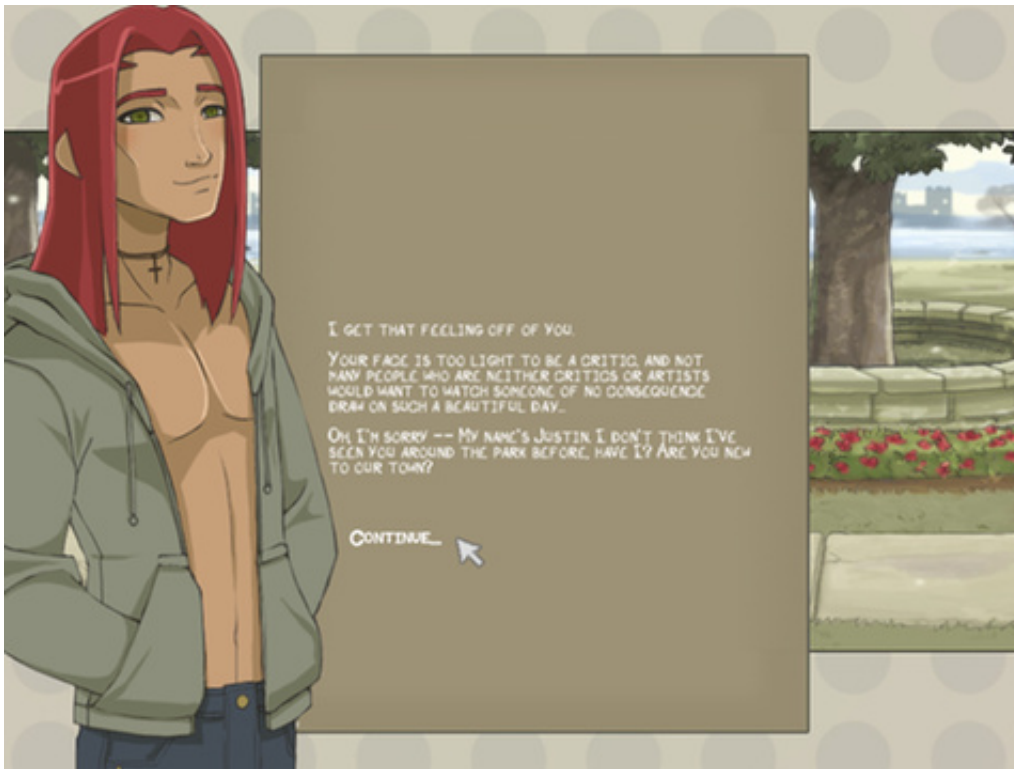 I GET THAT FEELING OFF OF YOU.
YOUR FACE IS TOO LIGHT TO BE A CRITIC, AND NOT
MANY PEOPLE WHO ARE NEITHER CRITICS OR ARTISTS
WOULD WANT TO WATCH SOMEONE OF NO CONSEQUENCE
DRAW ON SUCH A BEAUTIFUL DAY...
OH, I'M SORRY -- MY NAME'S JUSTIN. I DON'T THINK I'VE
SEEN YOU AROUND THE PARK BEFORE, HAVE I? ARE YOU NEW
TO OUR TOWN?
CONTINUE...